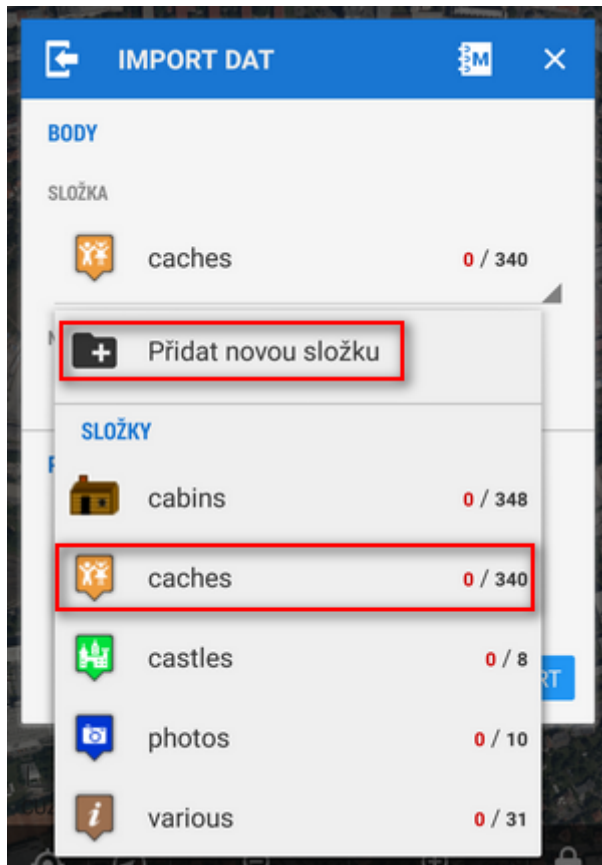 IMPORT DAT
BODY
SLOŽKA
caches 0 / 340
Přidat novou složku
SLOŽKY
cabins 0 / 348
caches 0 / 340
castles 0 / 8
photos 0 / 10
various 0 / 31